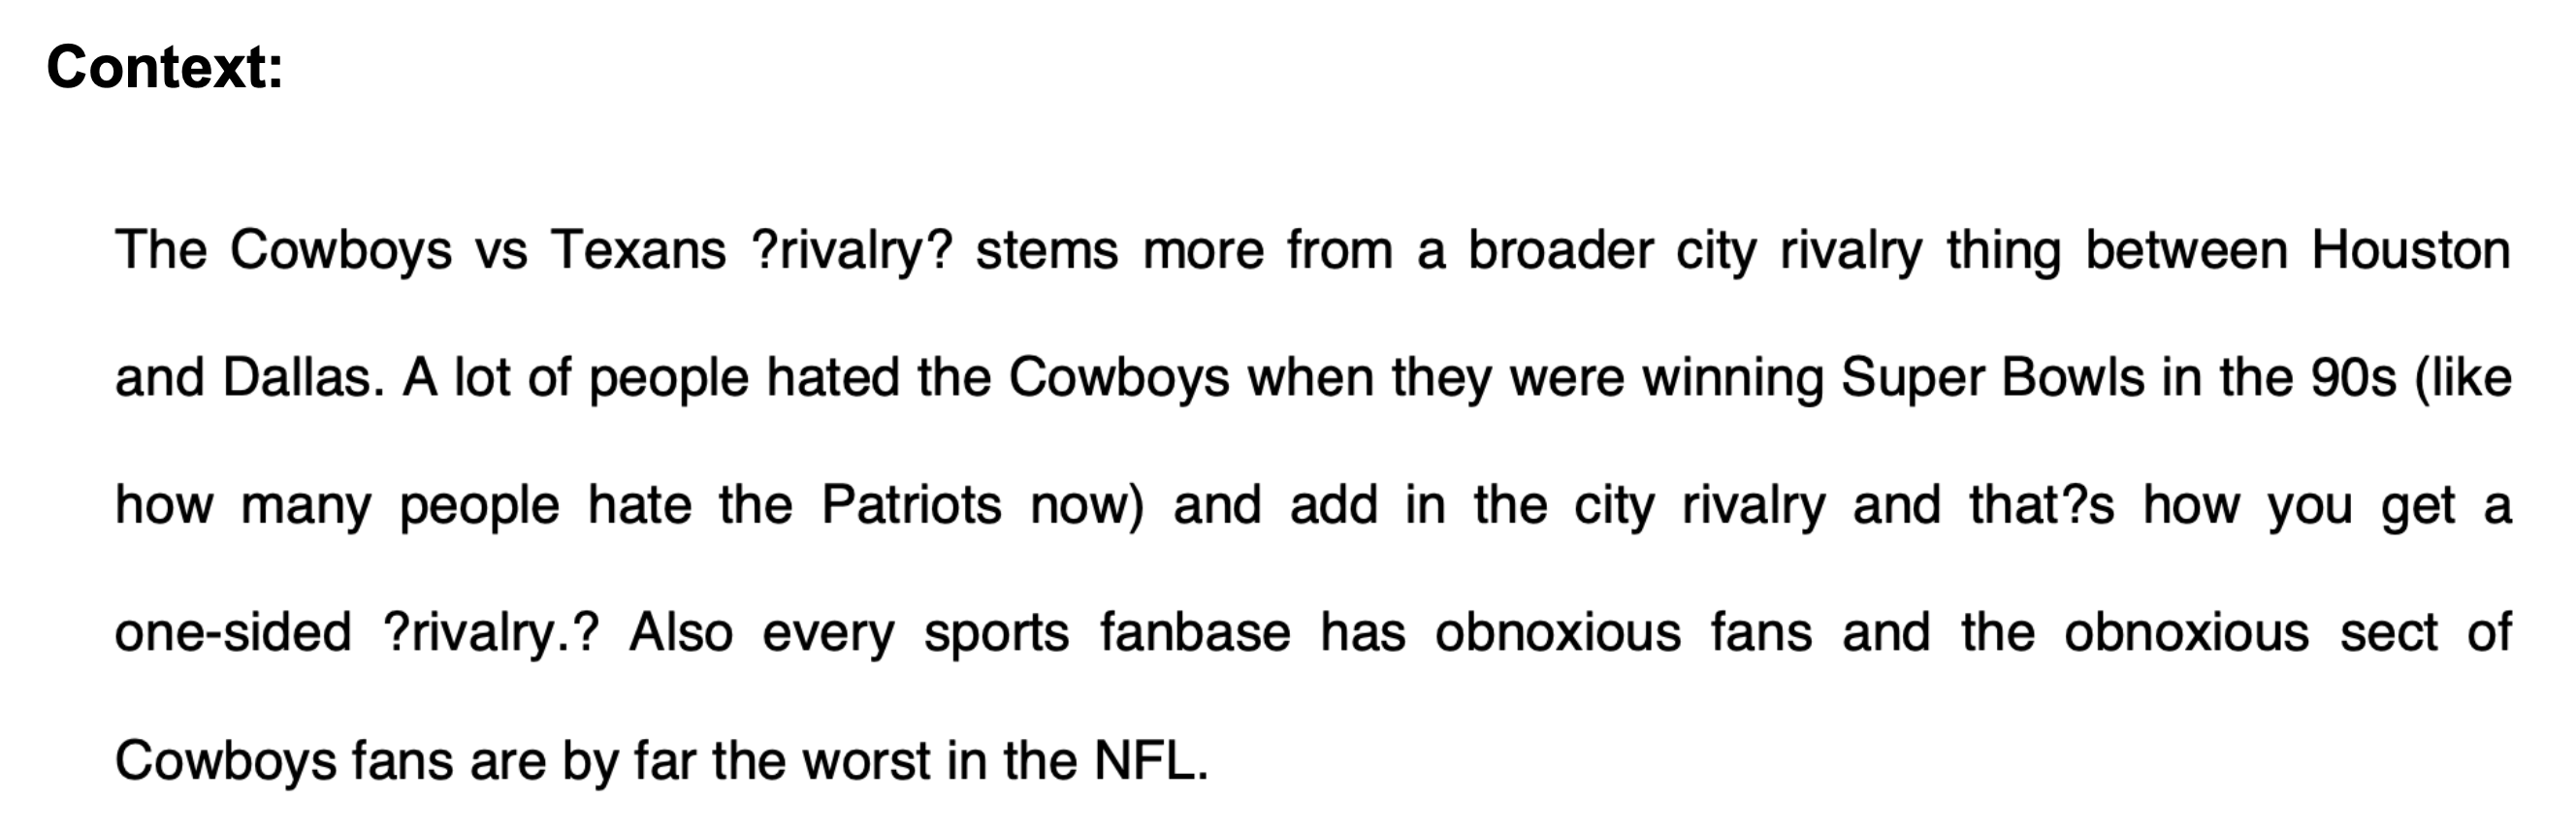 Context:
The Cowboys vs Texans ?rivalry? stems more from a broader city rivalry thing between Houston
and Dallas. A lot of people hated the Cowboys when they were winning Super Bowls in the 90s (like
how many people hate the Patriots now) and add in the city rivalry and that?s how you get a
one-sided ?rivalry.? Also every sports fanbase has obnoxious fans and the obnoxious sect of
Cowboys fans are by far the worst in the NFL.